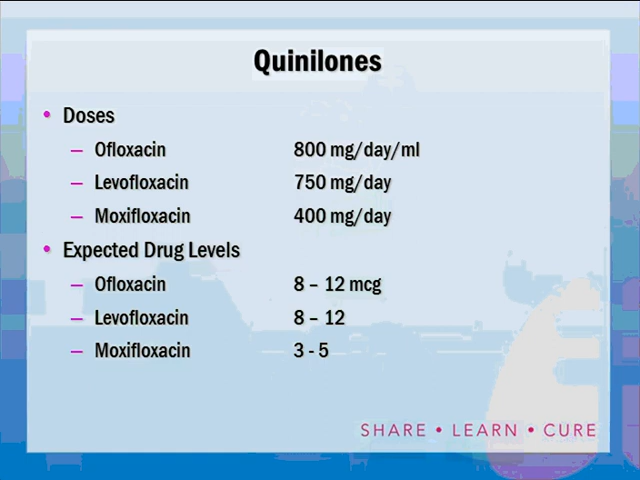 Quinilones
• Doses
– Ofloxacin 800 mg/day/ml
– Levofloxacin 750 mg/day
– Moxifloxacin 400 mg/day
• Expected Drug Levels
– Ofloxacin 8 – 12 mcg
– Levofloxacin 8 – 12
– Moxifloxacin 3 - 5
SHARE • LEARN • CURE